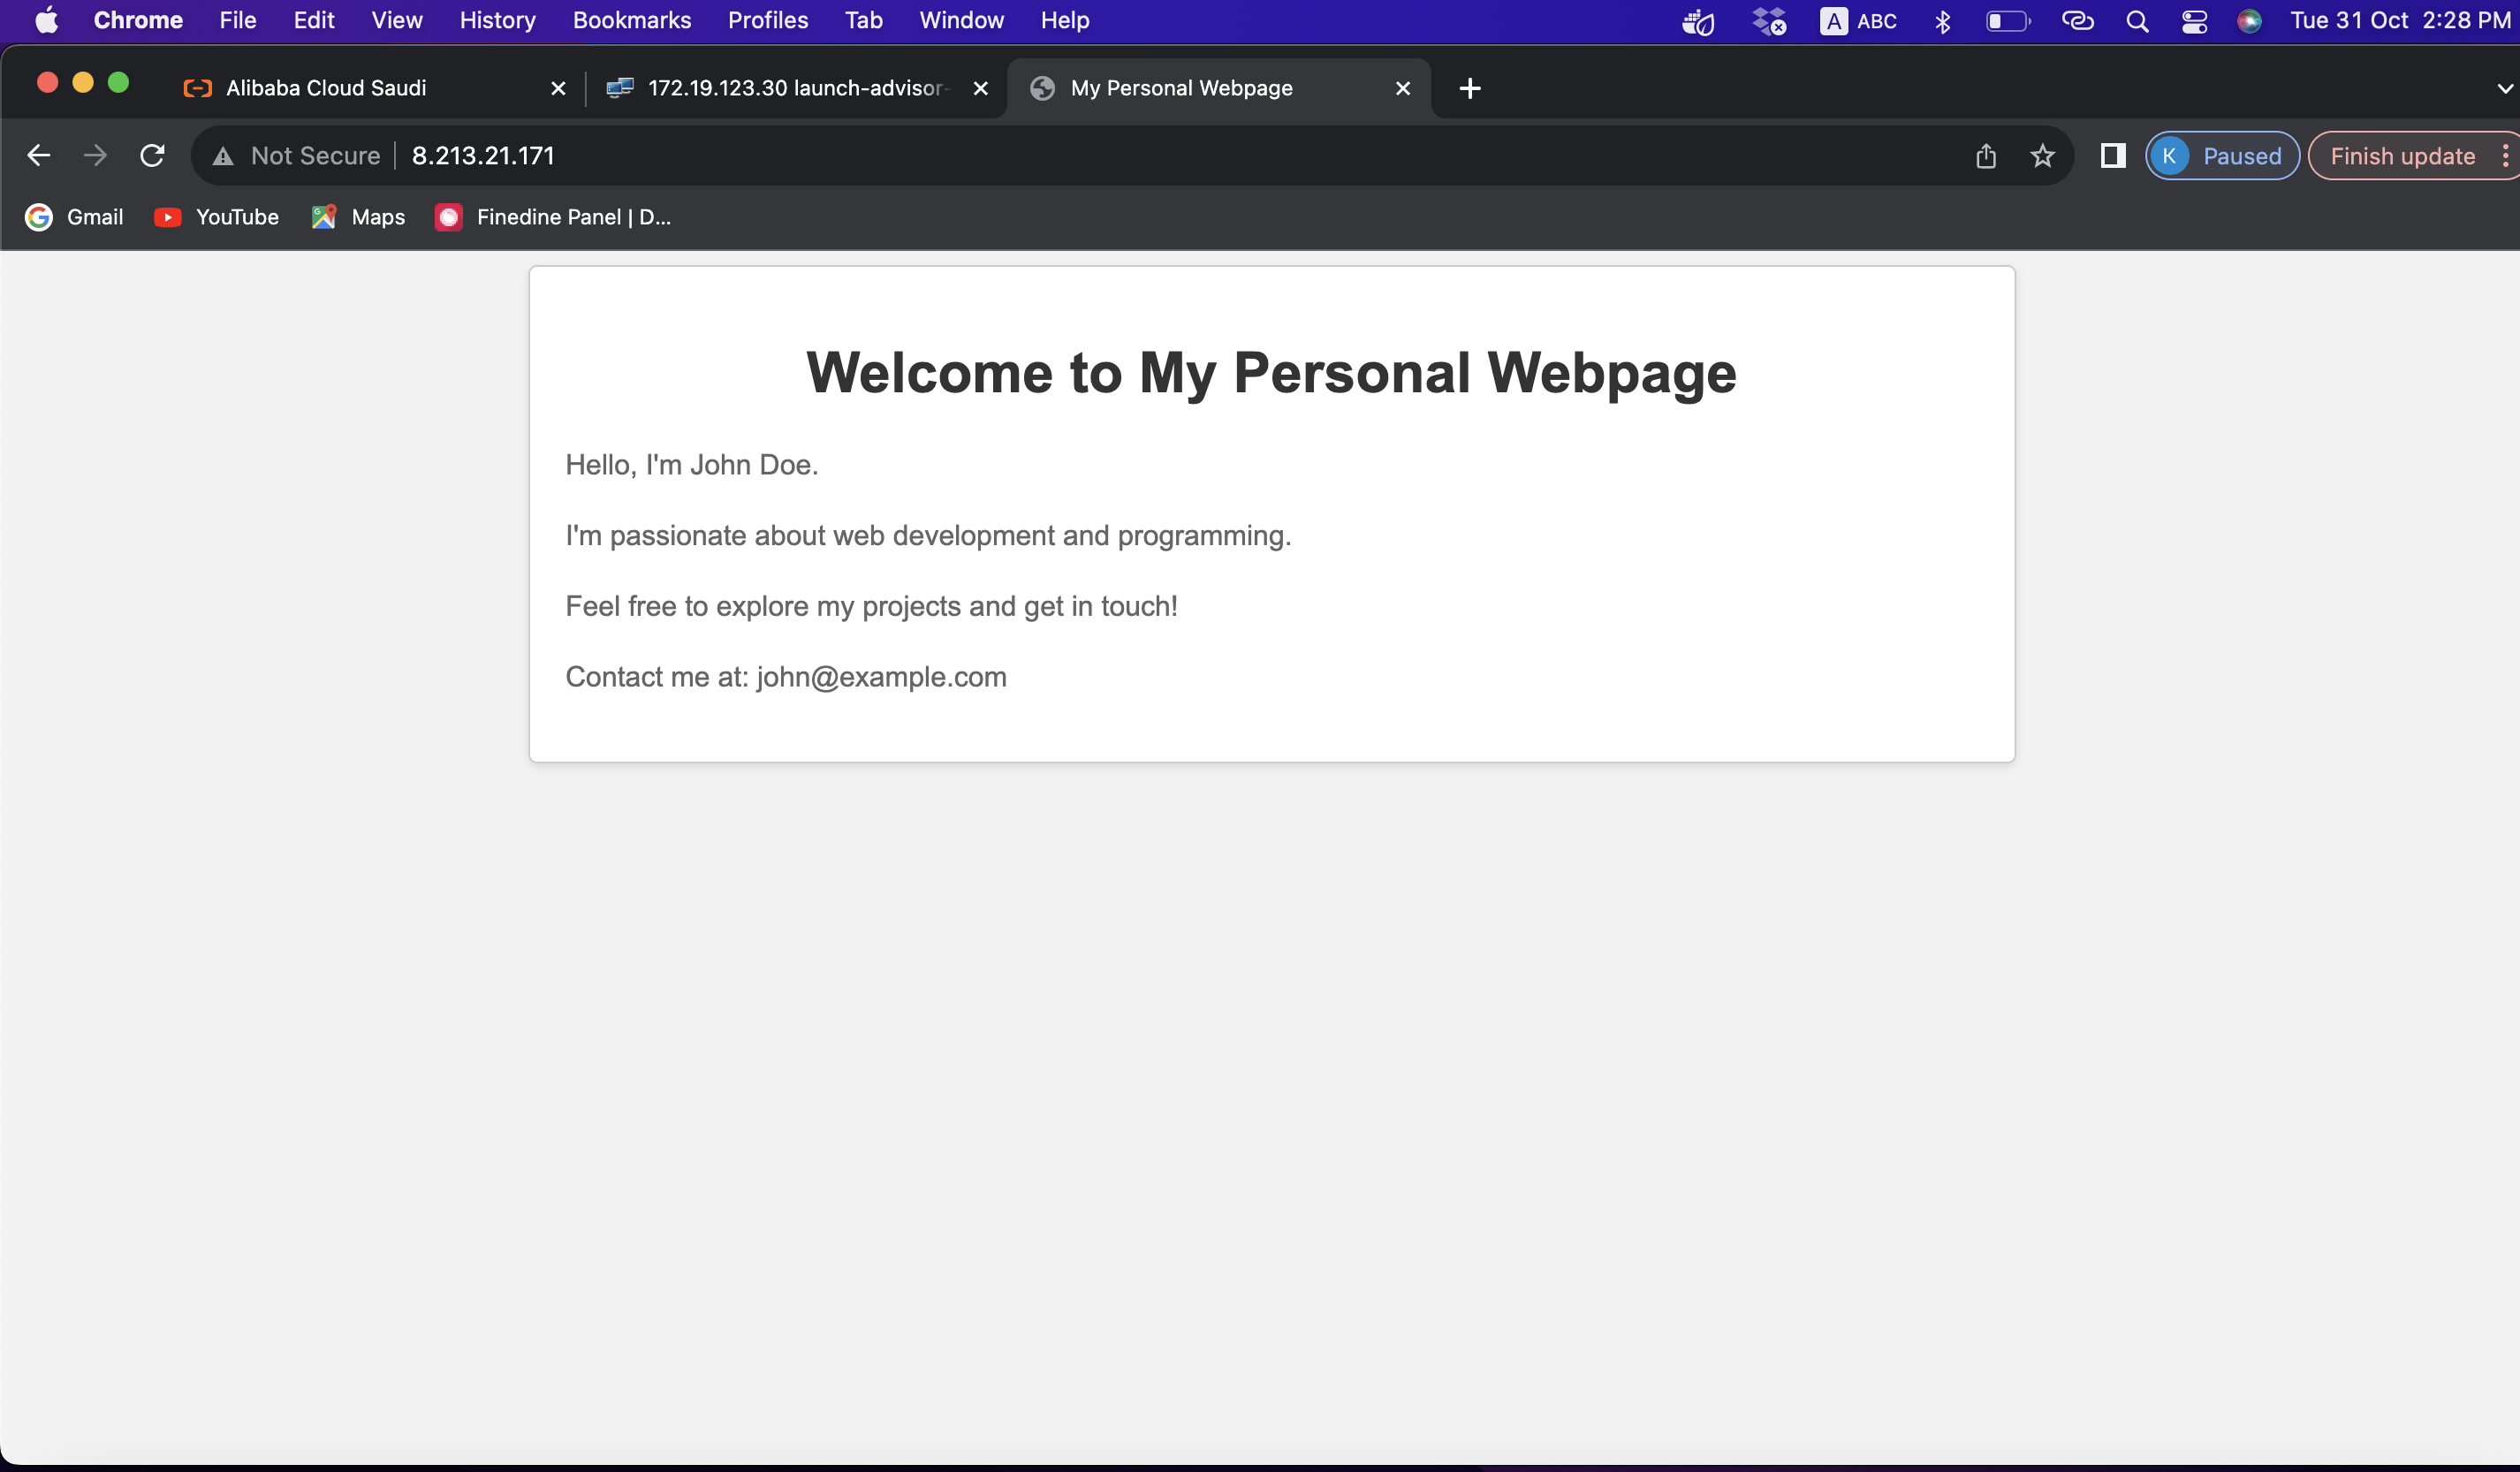 Chrome File Edit View History Bookmarks Profiles Tab Window Help A ABC Tue 31 Oct 2:28 PM
Alibaba Cloud Saudi 172.19.123.30 launch-advisor- My Personal Webpage
Not Secure 8.213.21.171 K Paused Finish update
Gmail YouTube Maps Finedine Panel | D...
Welcome to My Personal Webpage
Hello, I'm John Doe.
I'm passionate about web development and programming.
Feel free to explore my projects and get in touch!
Contact me at: john@example.com